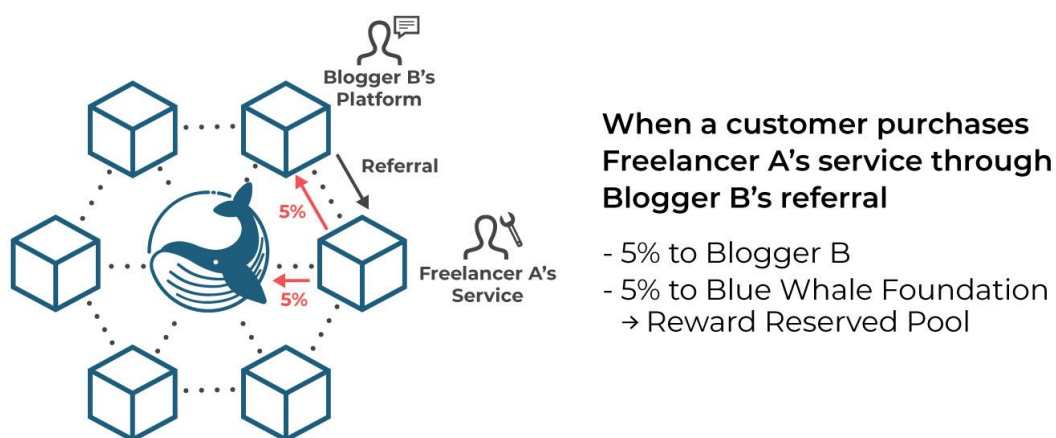 Blogger B's
Platform
Referral
5%
5%
Freelancer A's
Service
When a customer purchases
Freelancer A’s service through
Blogger B’s referral
- 5% to Blogger B
- 5% to Blue Whale Foundation
→ Reward Reserved Pool